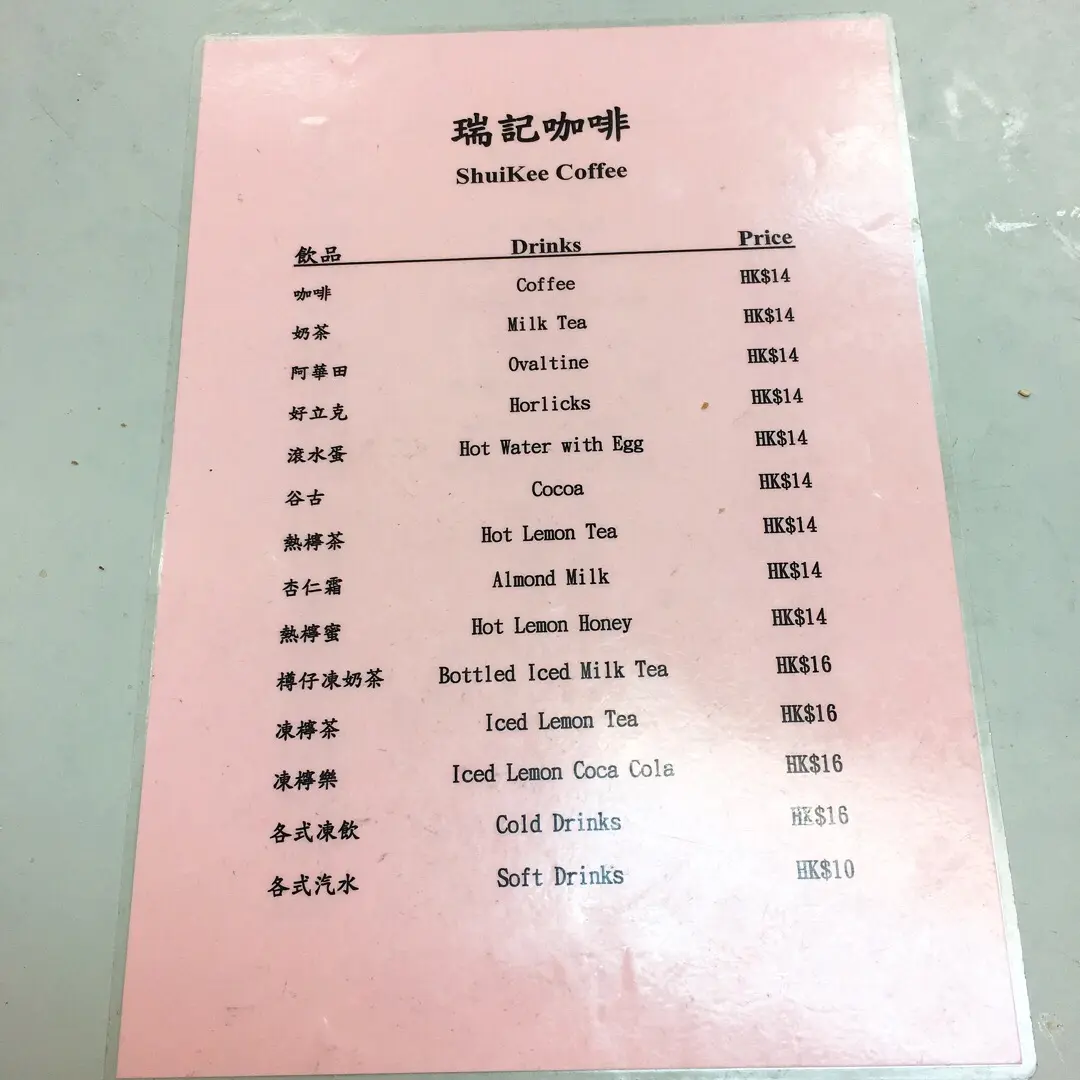 瑞記咖啡
ShuiKee Coffee
飲品 Drinks Price
咖啡 Coffee HK$14
奶茶 Milk Tea HK$14
阿華田 Ovaltine HK$14
好立克 Horlicks HK$14
滾水蛋 Hot Water with Egg HK$14
谷古 Cocoa HK$14
熱檸茶 Hot Lemon Tea HK$14
杏仁霜 Almond Milk HK$14
熱檸蜜 Hot Lemon Honey HK$14
樽仔凍奶茶 Bottled Iced Milk Tea HK$16
凍檸茶 Iced Lemon Tea HK$16
凍檸樂 Iced Lemon Coca Cola HK$16
各式凍飲 Cold Drinks HK$16
各式汽水 Soft Drinks HK$10